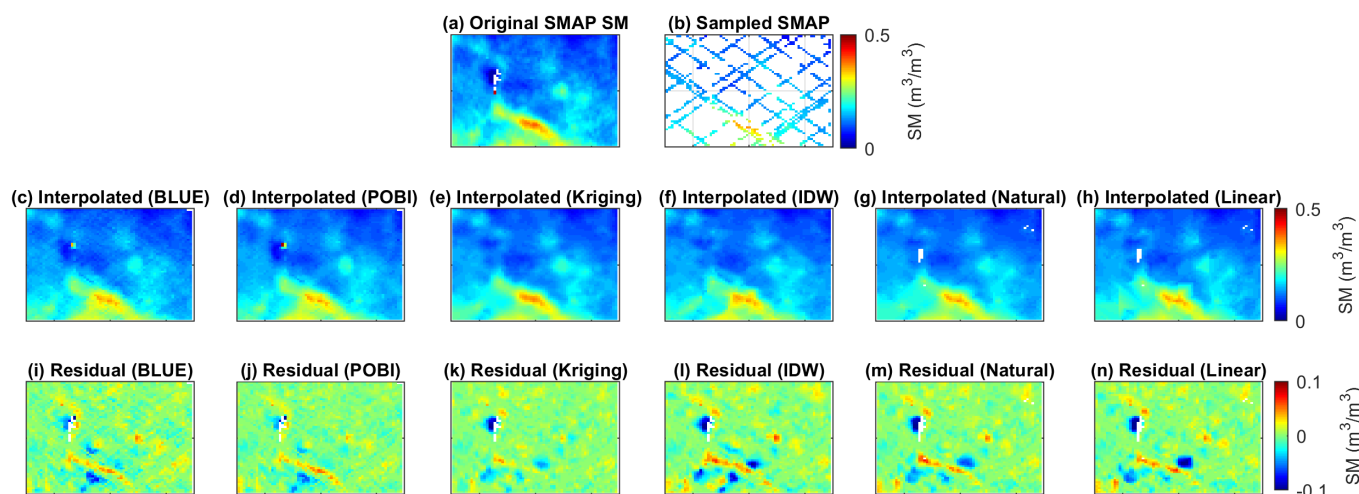 (a) Original SMAP SM
(b) Sampled SMAP
0.5
0
SM (m³/m³)
(c) Interpolated (BLUE)
(d) Interpolated (POBI)
(e) Interpolated (Kriging)
(f) Interpolated (IDW)
(g) Interpolated (Natural)
(h) Interpolated (Linear)
0.5
0
SM (m³/m³)
(i) Residual (BLUE)
(j) Residual (POBI)
(k) Residual (Kriging)
(l) Residual (IDW)
(m) Residual (Natural)
(n) Residual (Linear)
0.1
0
-0.1
SM (m³/m³)